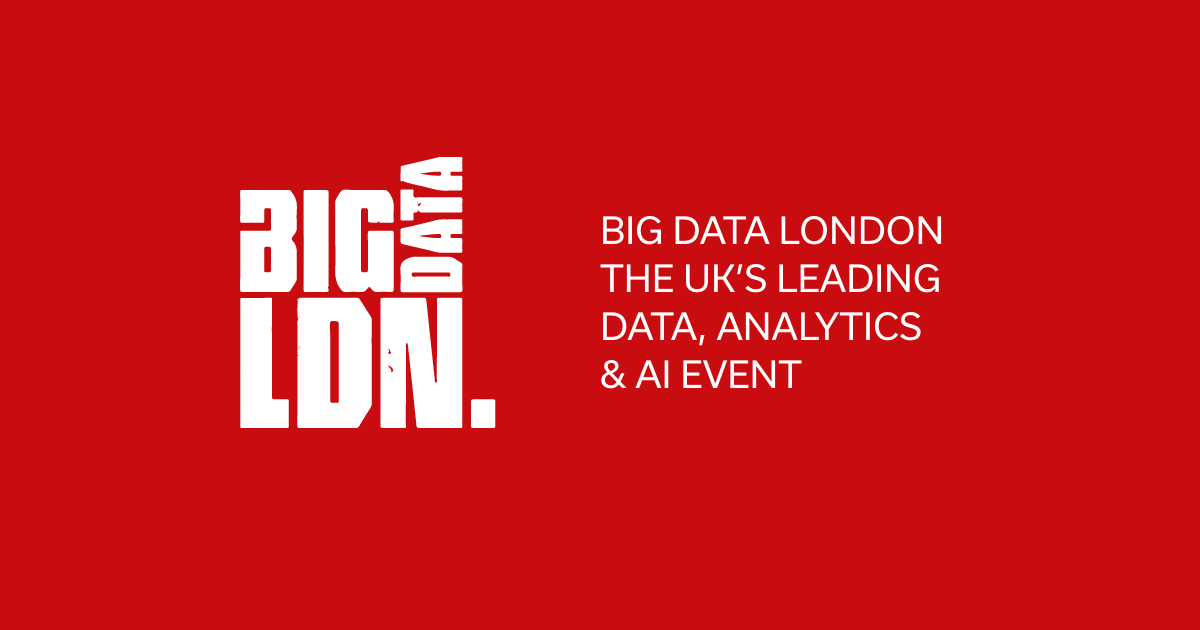 BIG DATA
LDN.
BIG DATA LONDON
THE UK‘S LEADING
DATA, ANALYTICS
& AI EVENT